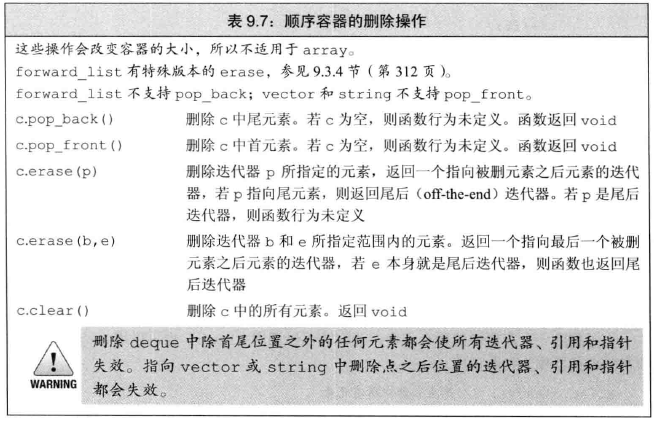 表 9.7：顺序容器的删除操作
这些操作会改变容器的大小，所以不适用于 array。
forward_list 有特殊版本的 erase，参见 9.3.4 节（第 312 页）。
forward_list 不支持 pop_back；vector 和 string 不支持 pop_front。
c.pop_back() 删除 c 中尾元素。若 c 为空，则函数行为未定义。函数返回 void
c.pop_front() 删除 c 中首元素。若 c 为空，则函数行为未定义。函数返回 void
c.erase(p) 删除迭代器 p 所指定的元素，返回一个指向被删元素之后元素的迭代
器，若 p 指向尾元素，则返回尾后（off-the-end）迭代器。若 p 是尾后
迭代器，则函数行为未定义
c.erase(b,e) 删除迭代器 b 和 e 所指定范围内的元素。返回一个指向最后一个被删
元素之后元素的迭代器，若 e 本身就是尾后迭代器，则函数也返回尾
后迭代器
c.clear() 删除 c 中的所有元素。返回 void
删除 deque 中除首尾位置之外的任何元素都会使所有迭代器、引用和指针
失效。指向 vector 或 string 中删除点之后位置的迭代器、引用和指针
都会失效。
WARNING